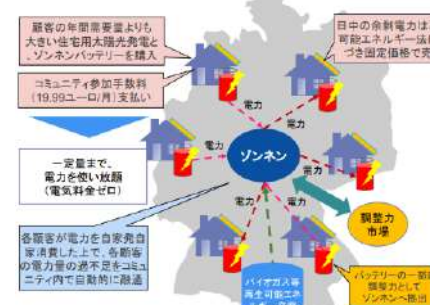 顧客の年間需要量よりも
大きい住宅用太陽光発電と
ゾンネンバッテリーを購入
日中の余剰電力は
可能エネルギー法に
づき固定価格で売
コミュニティ参加手数料
(19,99ユーロ/月)支払い
電力
電力
電力
電力
電力
電力
一定量まで、
電力を使い放題
(電気料金ゼロ)
ゾンネン
調整力
市場
各顧客が電力を自家発自
家消費した上で、各顧客
の電力量の過不足をコミュ
ニティ内で自動的に融通
バイオガス等
再生可能エネ
バッテリーの一部
調整力として
ゾンネンへ拠出